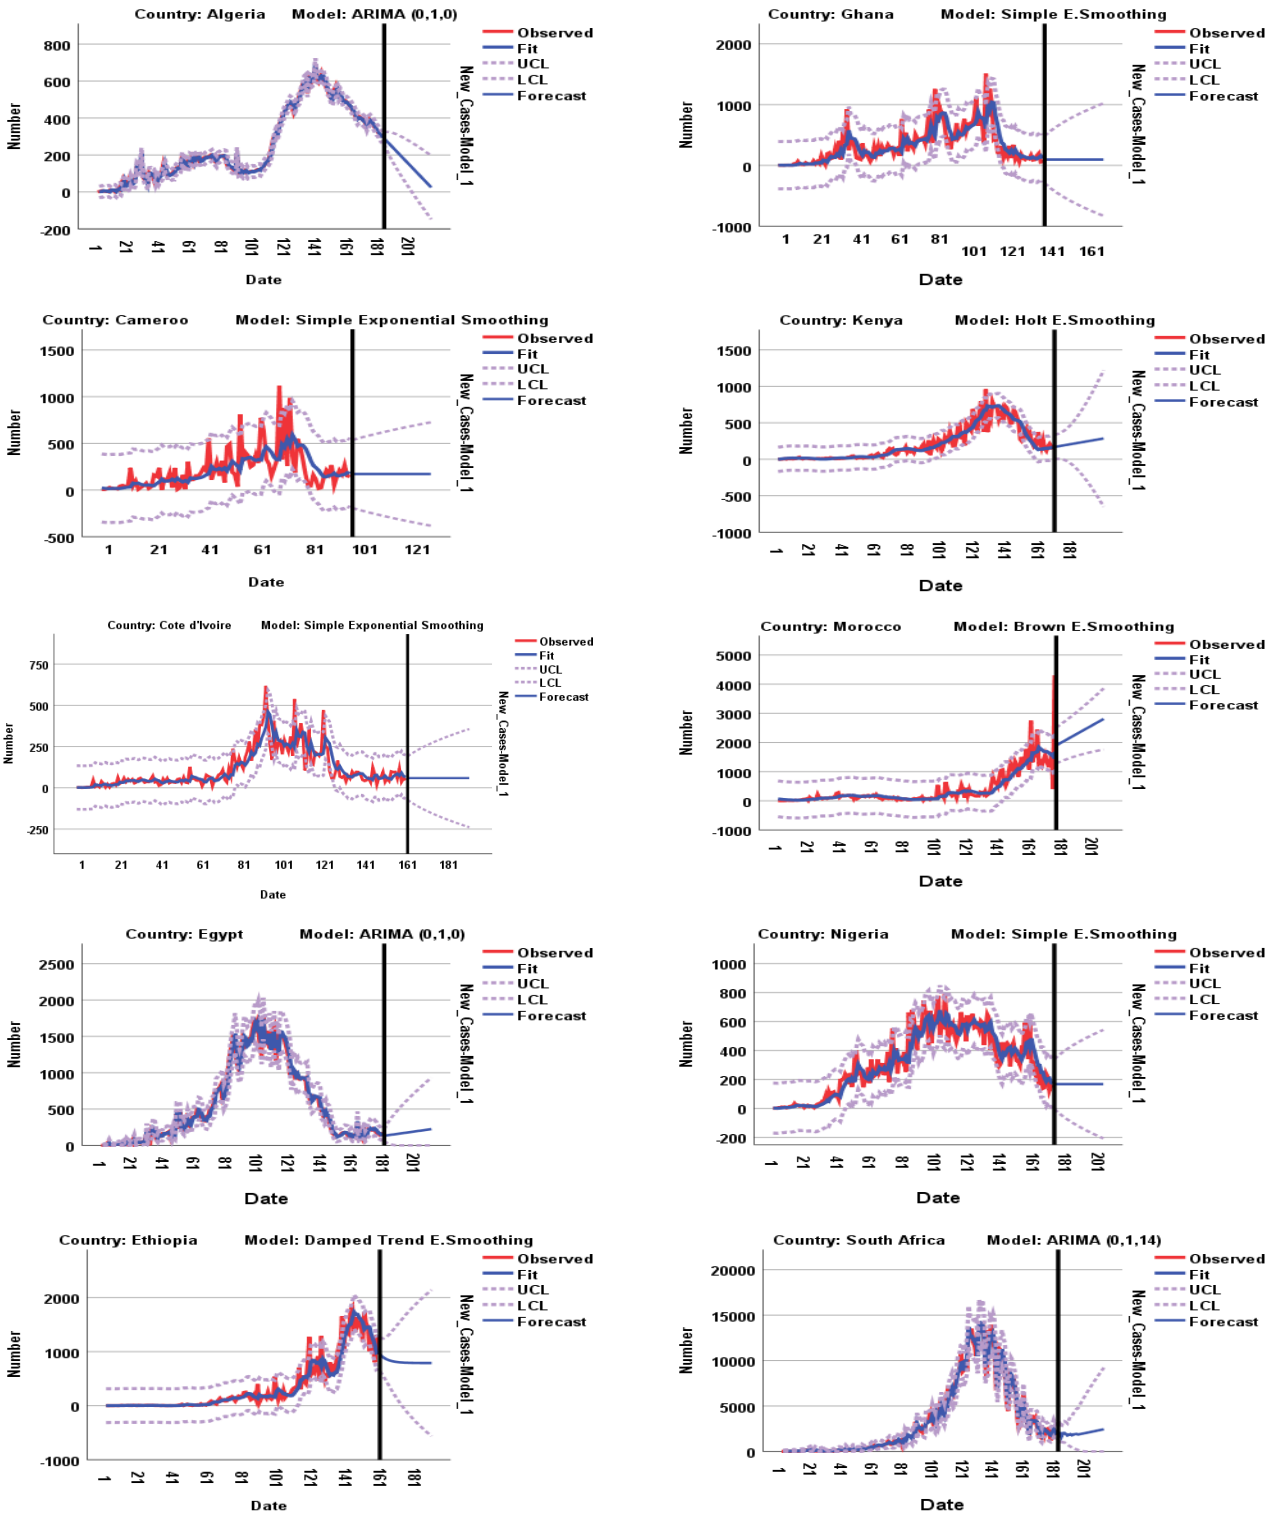 Country: Algeria Model: ARIMA (0,1,0)
Number
800
600
400
200
0
-200
1 21 41 61 81 101 121 141 161 181 201
Date
New_Cases-Model_1
Observed
Fit
UCL
LCL
Forecast
Country: Ghana Model: Simple E.Smoothing
Number
2000
1000
0
-1000
1 21 41 61 81 101 121 141 161
Date
New_Cases-Model_1
Observed
Fit
UCL
LCL
Forecast
Country: Cameroo Model: Simple Exponential Smoothing
Number
1500
1000
500
0
-500
1 21 41 61 81 101 121
Date
New_Cases-Model_1
Observed
Fit
UCL
LCL
Forecast
Country: Kenya Model: Holt E.Smoothing
Number
1500
1000
500
0
-500
-1000
1 21 41 61 81 101 121 141 161 181
Date
New_Cases-Model_1
Observed
Fit
UCL
LCL
Forecast
Country: Cote d'Ivoire Model: Simple Exponential Smoothing
Number
750
500
250
0
-250
1 21 41 61 81 101 121 141 161 181
Date
New_Cases-Model_1
Observed
Fit
UCL
LCL
Forecast
Country: Morocco Model: Brown E.Smoothing
Number
5000
4000
3000
2000
1000
0
-1000
1 21 41 61 81 101 121 141 161 181 201
Date
New_Cases-Model_1
Observed
Fit
UCL
LCL
Forecast
Country: Egypt Model: ARIMA (0,1,0)
Number
2500
2000
1500
1000
500
0
1 21 41 61 81 101 121 141 161 181 201
Date
New_Cases-Model_1
Observed
Fit
UCL
LCL
Forecast
Country: Nigeria Model: Simple E.Smoothing
Number
1000
800
600
400
200
0
-200
1 21 41 61 81 101 121 141 161 181 201
Date
New_Cases-Model_1
Observed
Fit
UCL
LCL
Forecast
Country: Ethiopia Model: Damped Trend E.Smoothing
Number
2000
1000
0
-1000
1 21 41 61 81 101 121 141 161 181
Date
New_Cases-Model_1
Observed
Fit
UCL
LCL
Forecast
Country: South Africa Model: ARIMA (0,1,14)
Number
20000
15000
10000
5000
0
1 21 41 61 81 101 121 141 161 181 201
Date
New_Cases-Model_1
Observed
Fit
UCL
LCL
Forecast